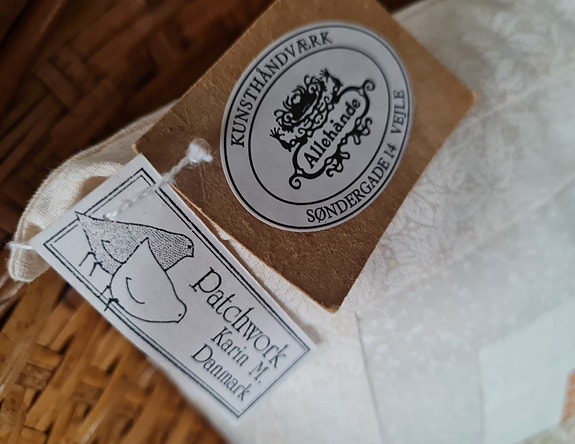 KUNSTHÅNDVÆRK
Allehånde
SØNDERGADE 14 VEJLE
Patchwork
Karin M.
Danmark